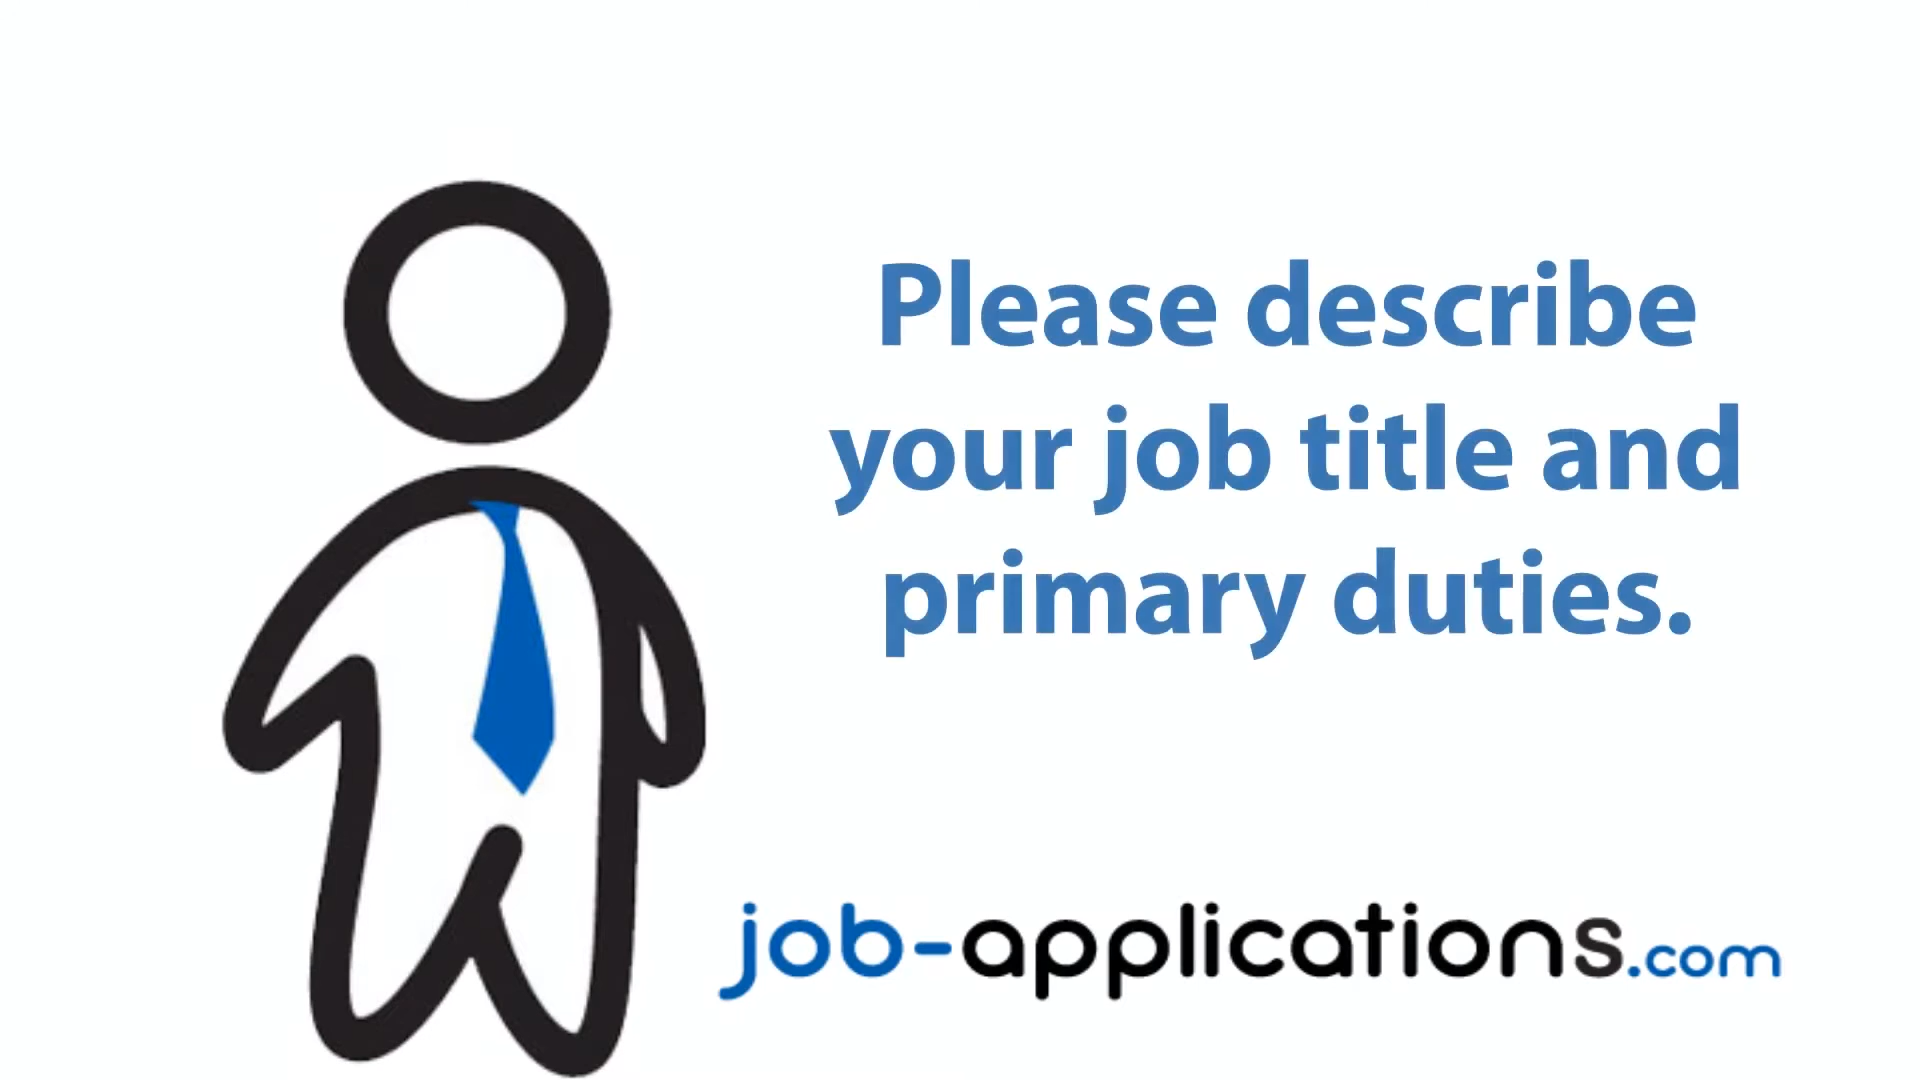 Please describe
your job title and
primary duties.
job-applications.com